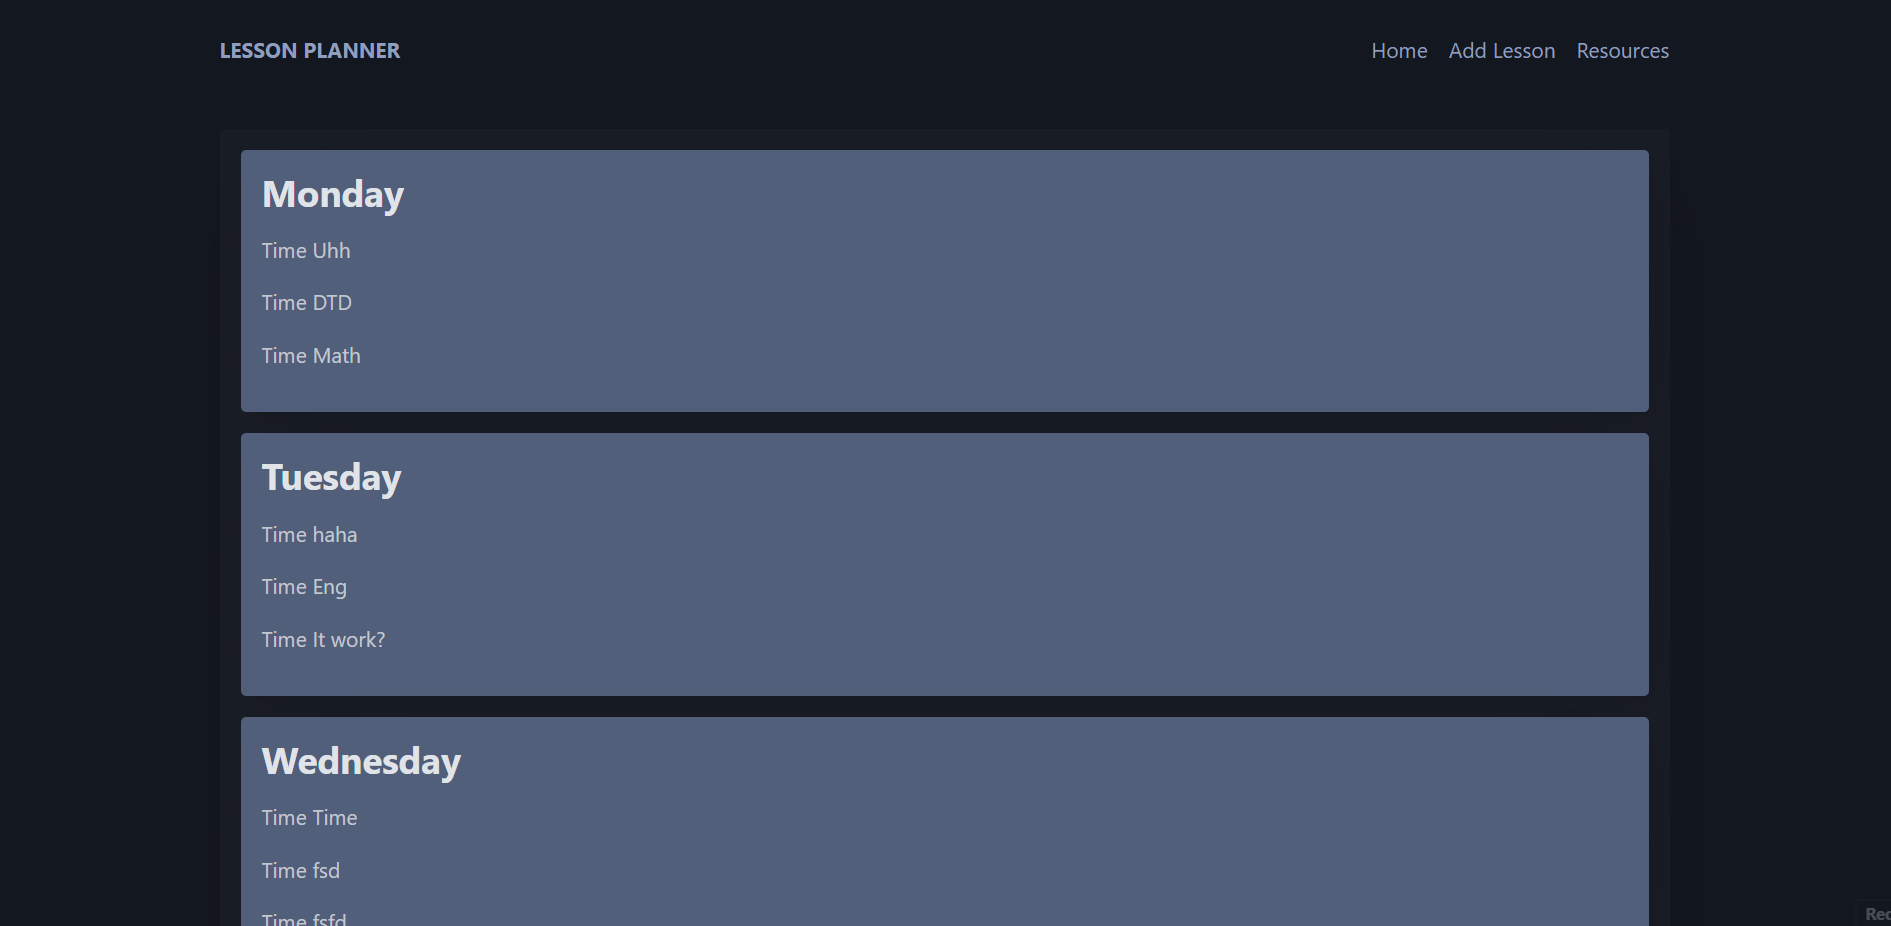 LESSON PLANNER
Home Add Lesson Resources
Monday
Time Uhh
Time DTD
Time Math
Tuesday
Time haha
Time Eng
Time It work?
Wednesday
Time Time
Time fsd
Time fsfd